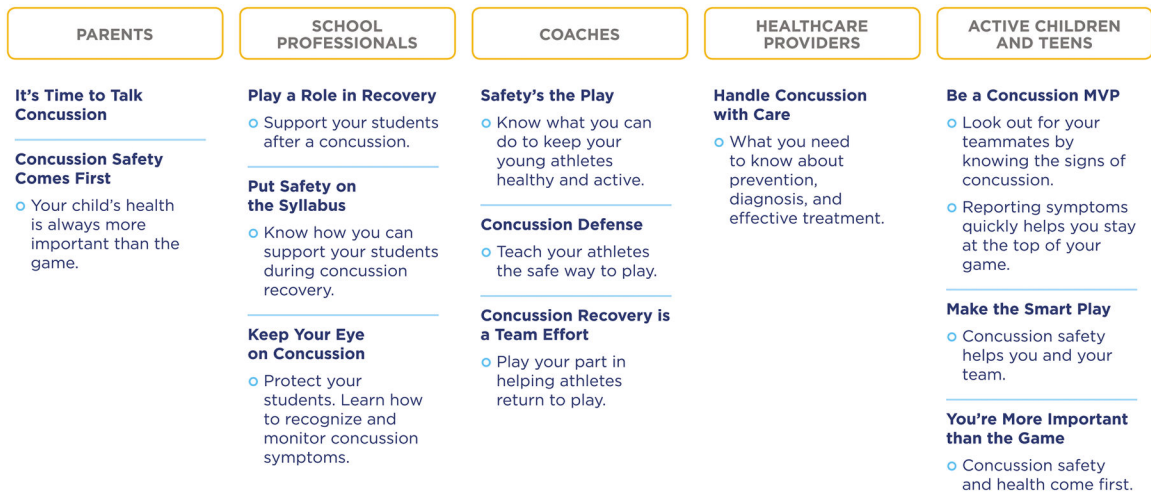 PARENTS
It’s Time to Talk
Concussion
Concussion Safety
Comes First
Your child’s health
is always more
important than the
game.
SCHOOL
PROFESSIONALS
Play a Role in Recovery
Support your students
after a concussion.
Put Safety on
the Syllabus
Know how you can
support your students
during concussion
recovery.
Keep Your Eye
on Concussion
Protect your
students. Learn how
to recognize and
monitor concussion
symptoms.
COACHES
Safety’s the Play
Know what you can
do to keep your
young athletes
healthy and active.
Concussion Defense
Teach your athletes
the safe way to play.
Concussion Recovery is
a Team Effort
Play your part in
helping athletes
return to play.
HEALTHCARE
PROVIDERS
Handle Concussion
with Care
What you need
to know about
prevention,
diagnosis, and
effective treatment.
ACTIVE CHILDREN
AND TEENS
Be a Concussion MVP
Look out for your
teammates by
knowing the signs of
concussion.
Reporting symptoms
quickly helps you stay
at the top of your
game.
Make the Smart Play
Concussion safety
helps you and your
team.
You’re More Important
than the Game
Concussion safety
and health come first.